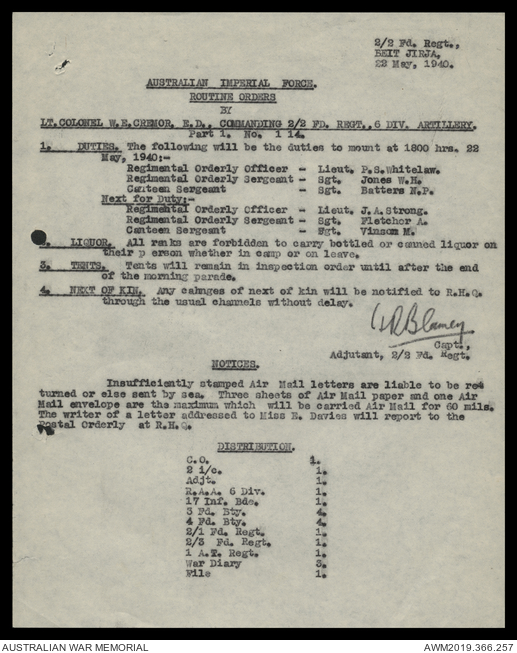 2/2 Fd. Regt.,
BEIT JIRJA,
22 May, 1940.
AUSTRALIAN IMPERIAL FORCE.
ROUTINE ORDERS
BY
LT.COLONEL W.E.CREMOR, E.D., COMMANDING 2/2 FD. REGT.,6 DIV. ARTILLERY.
Part 1. No. 1 14.
1. DUTIES. The following will be the duties to mount at 1800 hrs. 22
May, 1940:-
Regimental Orderly Officer - Lieut. P.S.Whitelaw.
Regimental Orderly Sergeant - Sgt. Jones W.H.
Canteen Sergeant - Sgt. Batters N.P.
Next for Duty:-
Regimental Orderly Officer - Lieut. J.A.Strong.
Regimental Orderly Sergeant - Sgt. Fletcher A.
Canteen Sergeant - Sgt. Vinsom M.
2. LIQUOR. All ranks are forbidden to carry bottled or canned liquor on
their p erson whether in camp or on leave.
3. TENTS. Tents will remain in inspection order until after the end
of the morning parade.
4. NEXT OF KIN. Any cahnges of next of kin will be notified to R.H.Q.
through the usual channels without delay.
RBlamey
Capt.,
Adjutant, 2/2 Fd. Regt.
NOTICES.
Insufficiently stamped Air Mail letters are liable to be re-
turned or else sent by sea. Three sheets of Air Mail paper and one Air
Mail envelope are the maximum which will be carried Air Mail for 60 mils.
The writer of a letter addressed to Miss E. Davies will report to the
Postal Orderly at R.H.Q.
DISTRIBUTION.
C.O. 1.
2 i/c. 1.
Adjt. 1.
R.A.A. 6 Div. 1.
17 Inf. Bde. 1.
3 Fd. Bty. 4.
4 Fd. Bty. 4.
2/1 Fd. Regt. 1.
2/3 Fd. Regt. 1.
1 A.T. Regt. 1.
War Diary 3.
File 1.
AUSTRALIAN WAR MEMORIAL
AWM2019.366.257